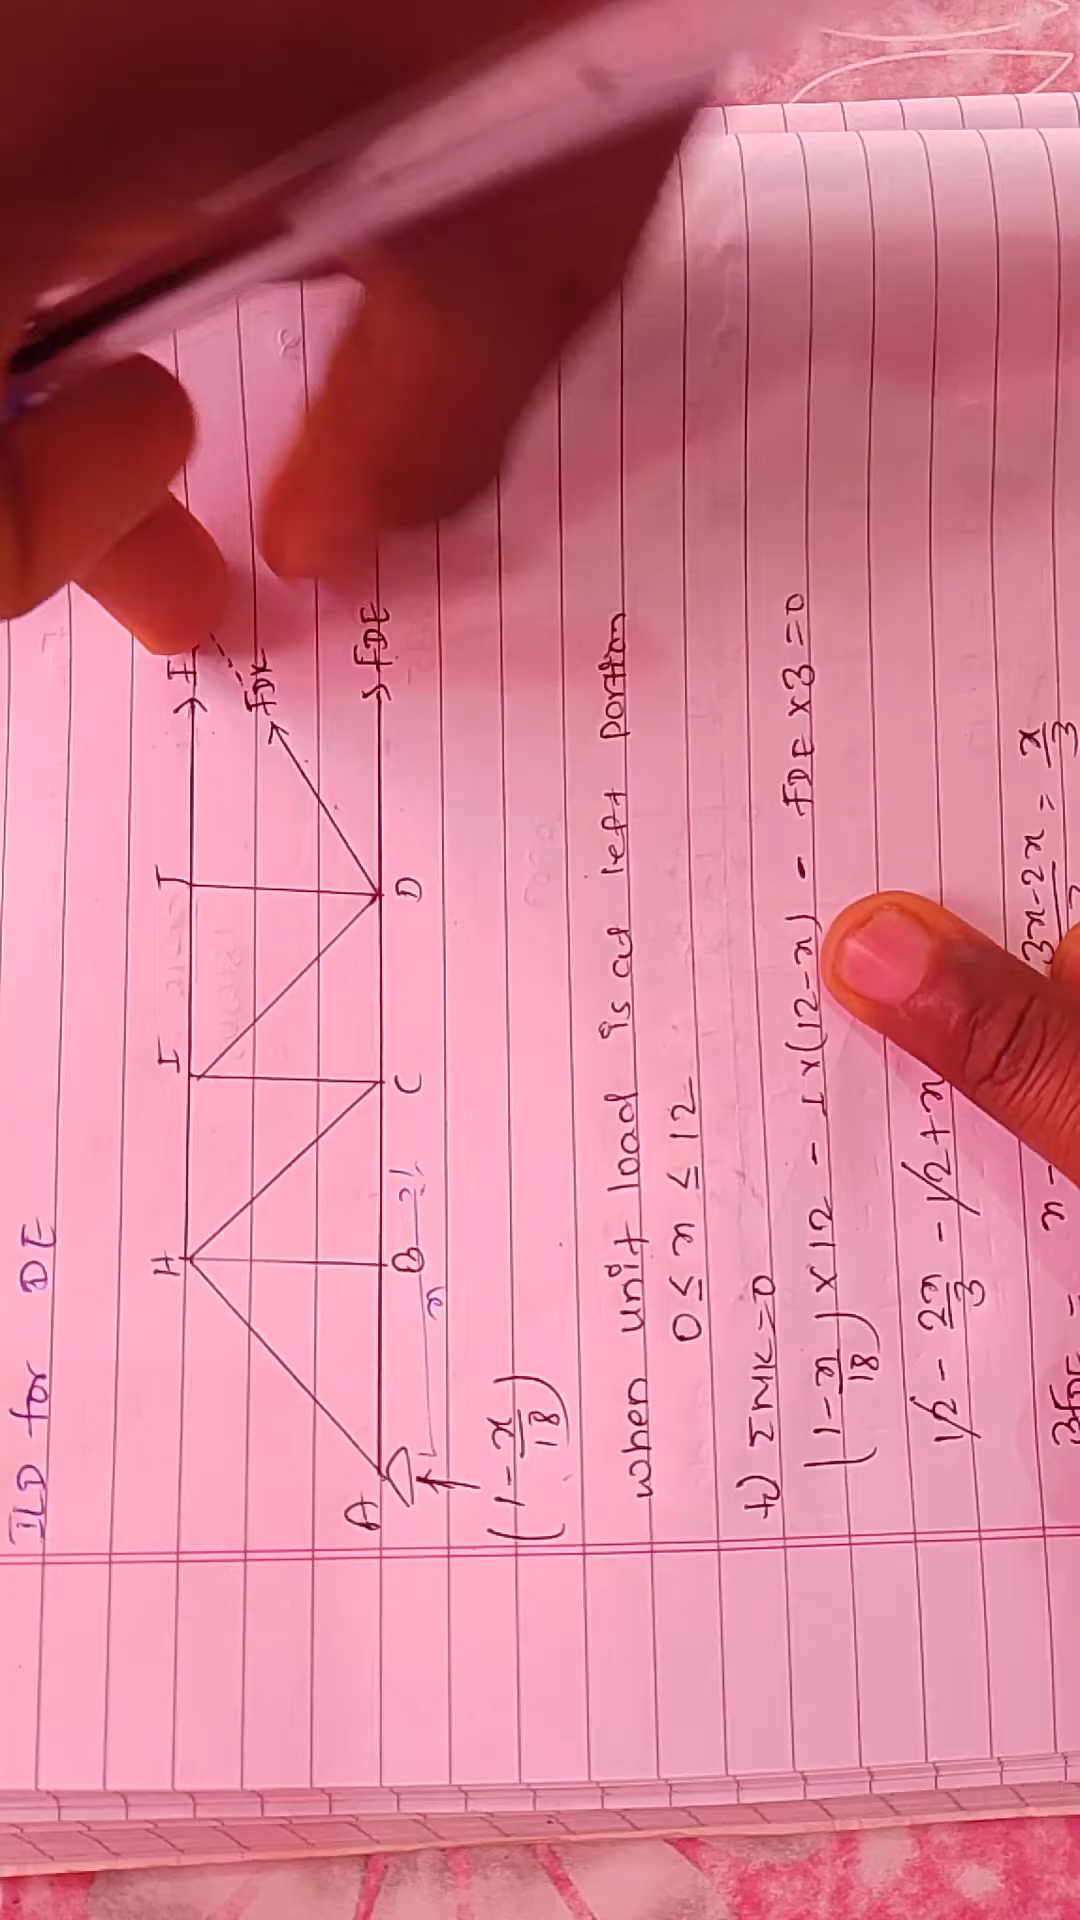 ILD for DE
H I J
FDK
FDE
A B C D
x 1
(1 - x/18)
when unit load is at left portion
0 ≤ x ≤ 12
+↺ ΣMK=0
(1 - x/18) × 12 - 1 × (12 - x) - FDE × 3 = 0
12 - 2x/3 - 12 + x
3FDE = x - 3x - 2x = x/3